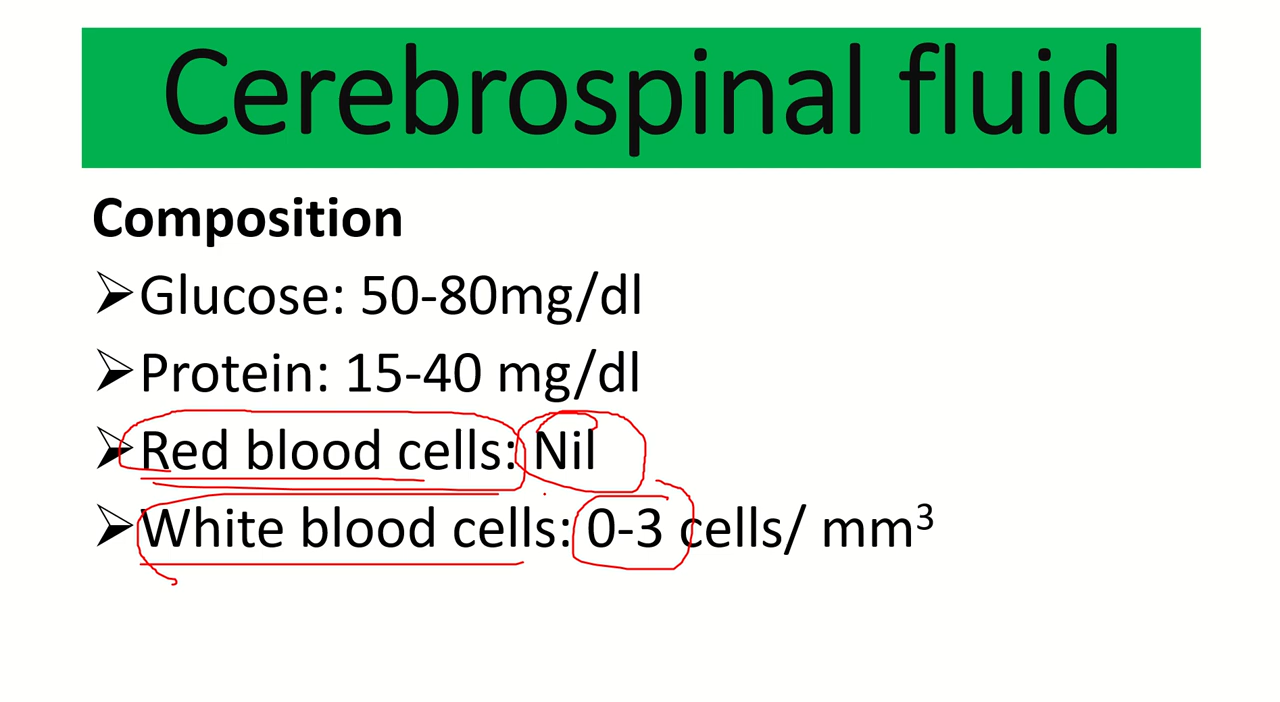 Cerebrospinal fluid
Composition
➢Glucose: 50-80mg/dl
➢Protein: 15-40 mg/dl
➢Red blood cells: Nil
➢White blood cells: 0-3 cells/ mm³